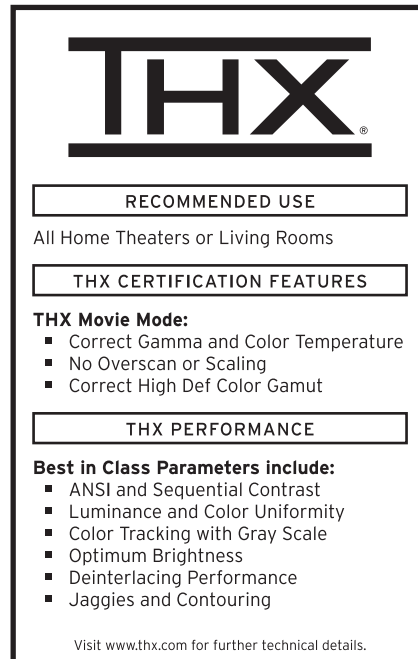 THX®
RECOMMENDED USE
All Home Theaters or Living Rooms
THX CERTIFICATION FEATURES
THX Movie Mode:
▪ Correct Gamma and Color Temperature
▪ No Overscan or Scaling
▪ Correct High Def Color Gamut
THX PERFORMANCE
Best in Class Parameters include:
▪ ANSI and Sequential Contrast
▪ Luminance and Color Uniformity
▪ Color Tracking with Gray Scale
▪ Optimum Brightness
▪ Deinterlacing Performance
▪ Jaggies and Contouring
Visit www.thx.com for further technical details.